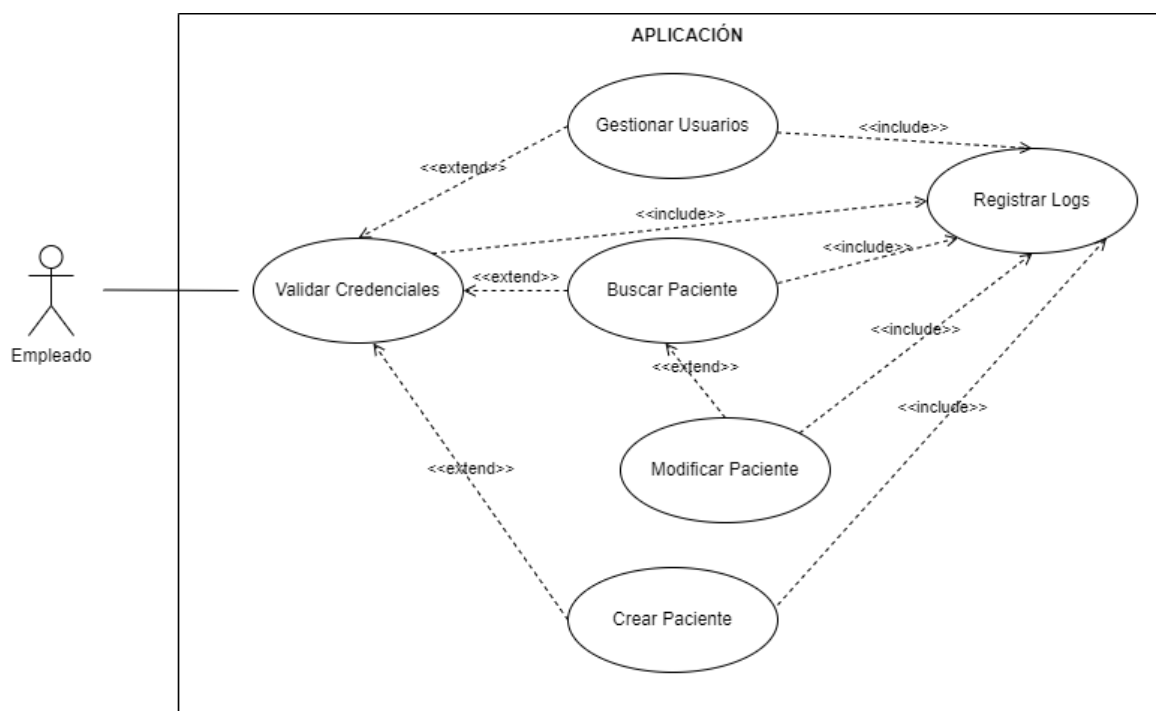 APLICACIÓN
Gestionar Usuarios
<<include>>
<<extend>>
Registrar Logs
<<include>>
<<include>>
Validar Credenciales
<<extend>>
Buscar Paciente
Empleado
<<include>>
<<extend>>
<<include>>
Modificar Paciente
<<extend>>
Crear Paciente